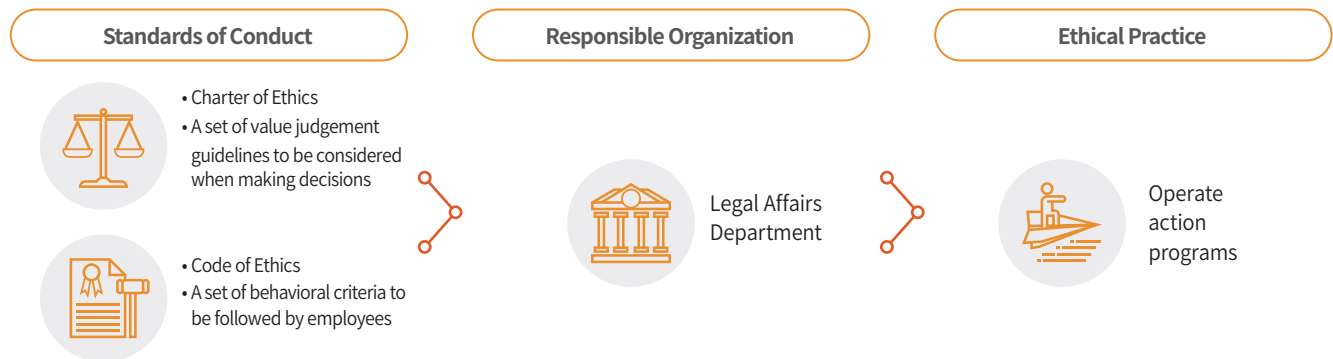 Standards of Conduct
• Charter of Ethics
• A set of value judgement
guidelines to be considered
when making decisions
• Code of Ethics
• A set of behavioral criteria to
be followed by employees
Responsible Organization
Legal Affairs
Department
Ethical Practice
Operate
action
programs